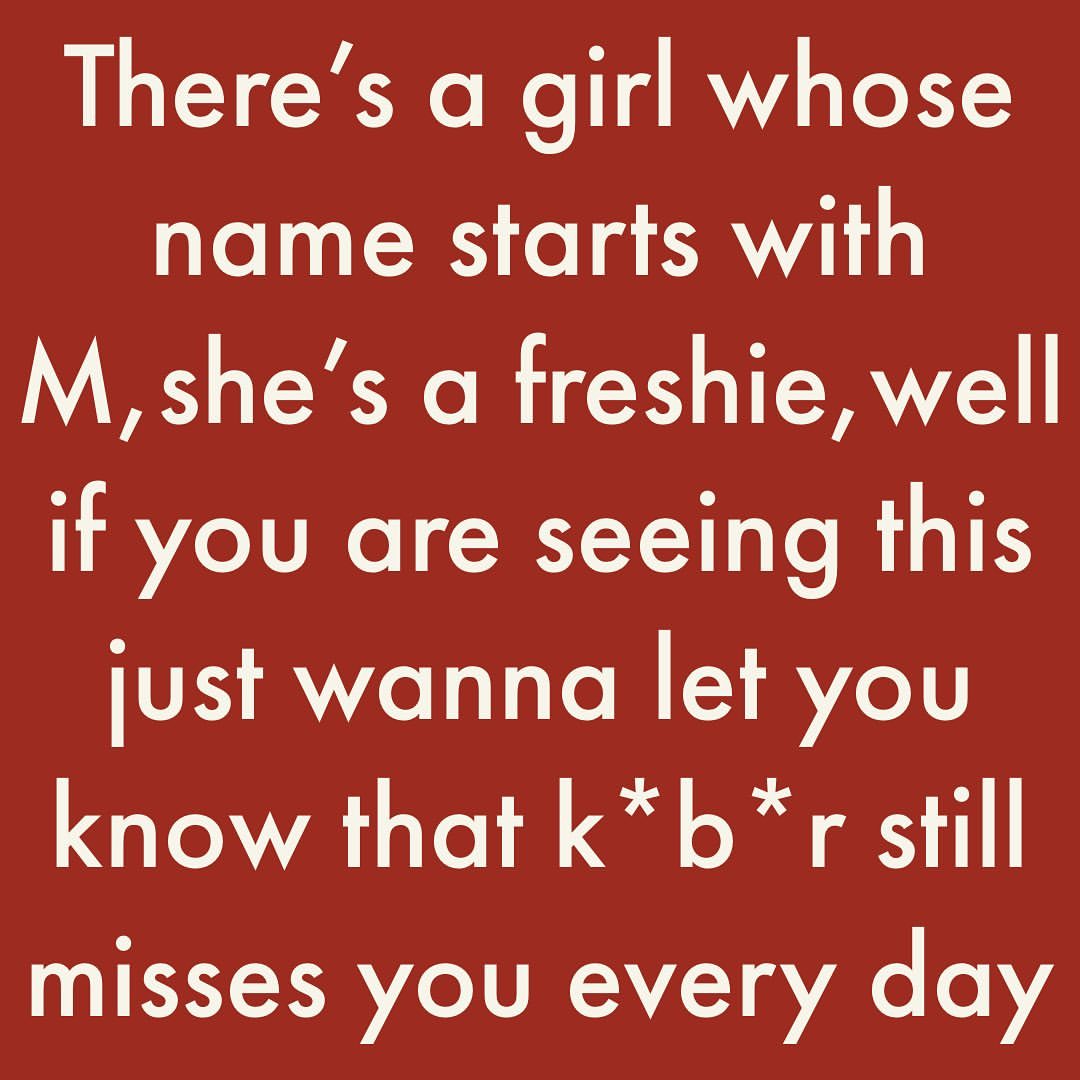 There’s a girl whose
name starts with
M, she’s a freshie, well
if you are seeing this
just wanna let you
know that k*b*r still
misses you every day